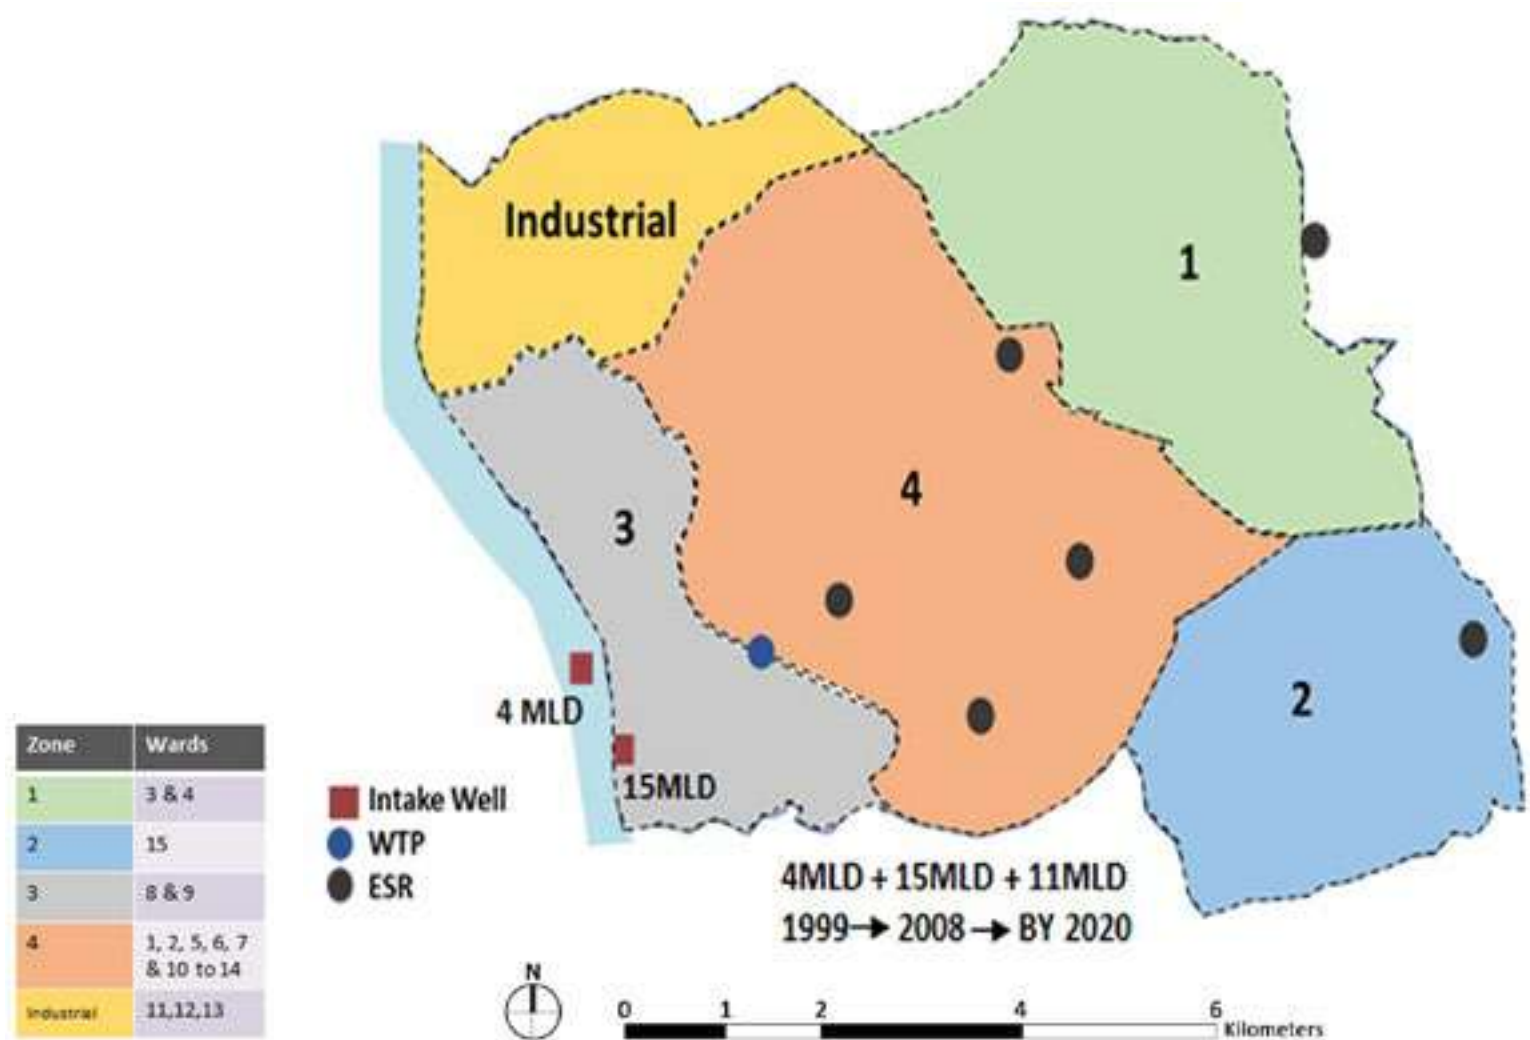 Industrial
1
4
3
2
4 MLD
15MLD
Zone Wards
1 3 & 4
2 15
3 8 & 9
4 1, 2, 5, 6, 7
& 10 to 14
Industrial 11,12,13
Intake Well
WTP
ESR
4MLD + 15MLD + 11MLD
1999→ 2008 → BY 2020
N
0 1 2 4 6
Kilometers